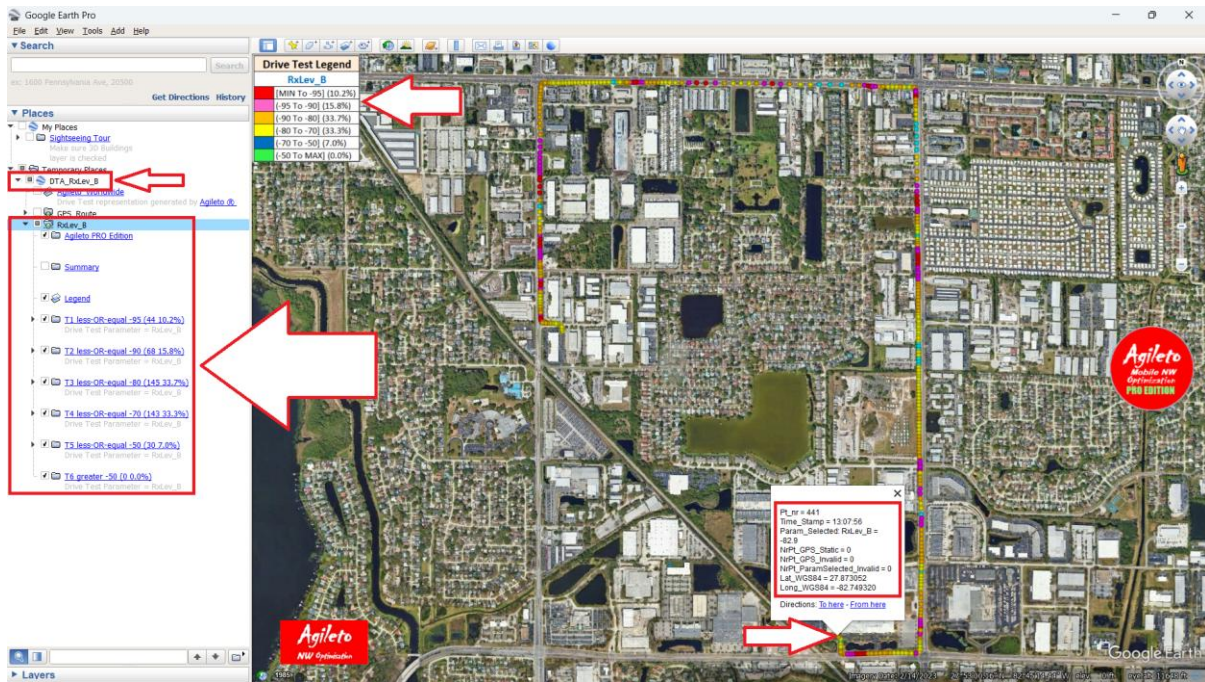 Google Earth Pro
File Edit View Tools Add Help
Search
Search
ex: 1600 Pennsylvania Ave, 20500
Get Directions History
Places
My Places
Sightseeing Tour
Make sure 3D Buildings
layer is checked
Temporary Places
DTA_RxLev_B
Agileto Worldwide
Drive Test representation generated by Agileto ®
GPS_Route
RxLev_B
Agileto PRO Edition
Summary
Legend
T1 less-OR-equal -95 (44 10.2%)
Drive Test Parameter = RxLev_B
T2 less-OR-equal -90 (68 15.8%)
Drive Test Parameter = RxLev_B
T3 less-OR-equal -80 (145 33.7%)
Drive Test Parameter = RxLev_B
T4 less-OR-equal -70 (143 33.3%)
Drive Test Parameter = RxLev_B
T5 less-OR-equal -50 (30 7.0%)
Drive Test Parameter = RxLev_B
T6 greater -50 (0 0.0%)
Drive Test Parameter = RxLev_B
Layers
Drive Test Legend
RxLev_B
[MIN To -95] (10.2%)
(-95 To -90] (15.8%)
(-90 To -80] (33.7%)
(-80 To -70] (33.3%)
(-70 To -50] (7.0%)
(-50 To MAX] (0.0%)
N
Agileto
Mobile NW
Optimization
PRO EDITION
Pt_nr = 441
Time_Stamp = 13:07:56
Param_Selected: RxLev_B =
-82.9
NrPt_GPS_Static = 0
NrPt_GPS_Invalid = 0
NrPt_ParamSelected_Invalid = 0
Lat_WGS84 = 27.873052
Long_WGS84 = -82.749320
Directions: To here - From here
Agileto
NW Optimization
Google Earth
1985